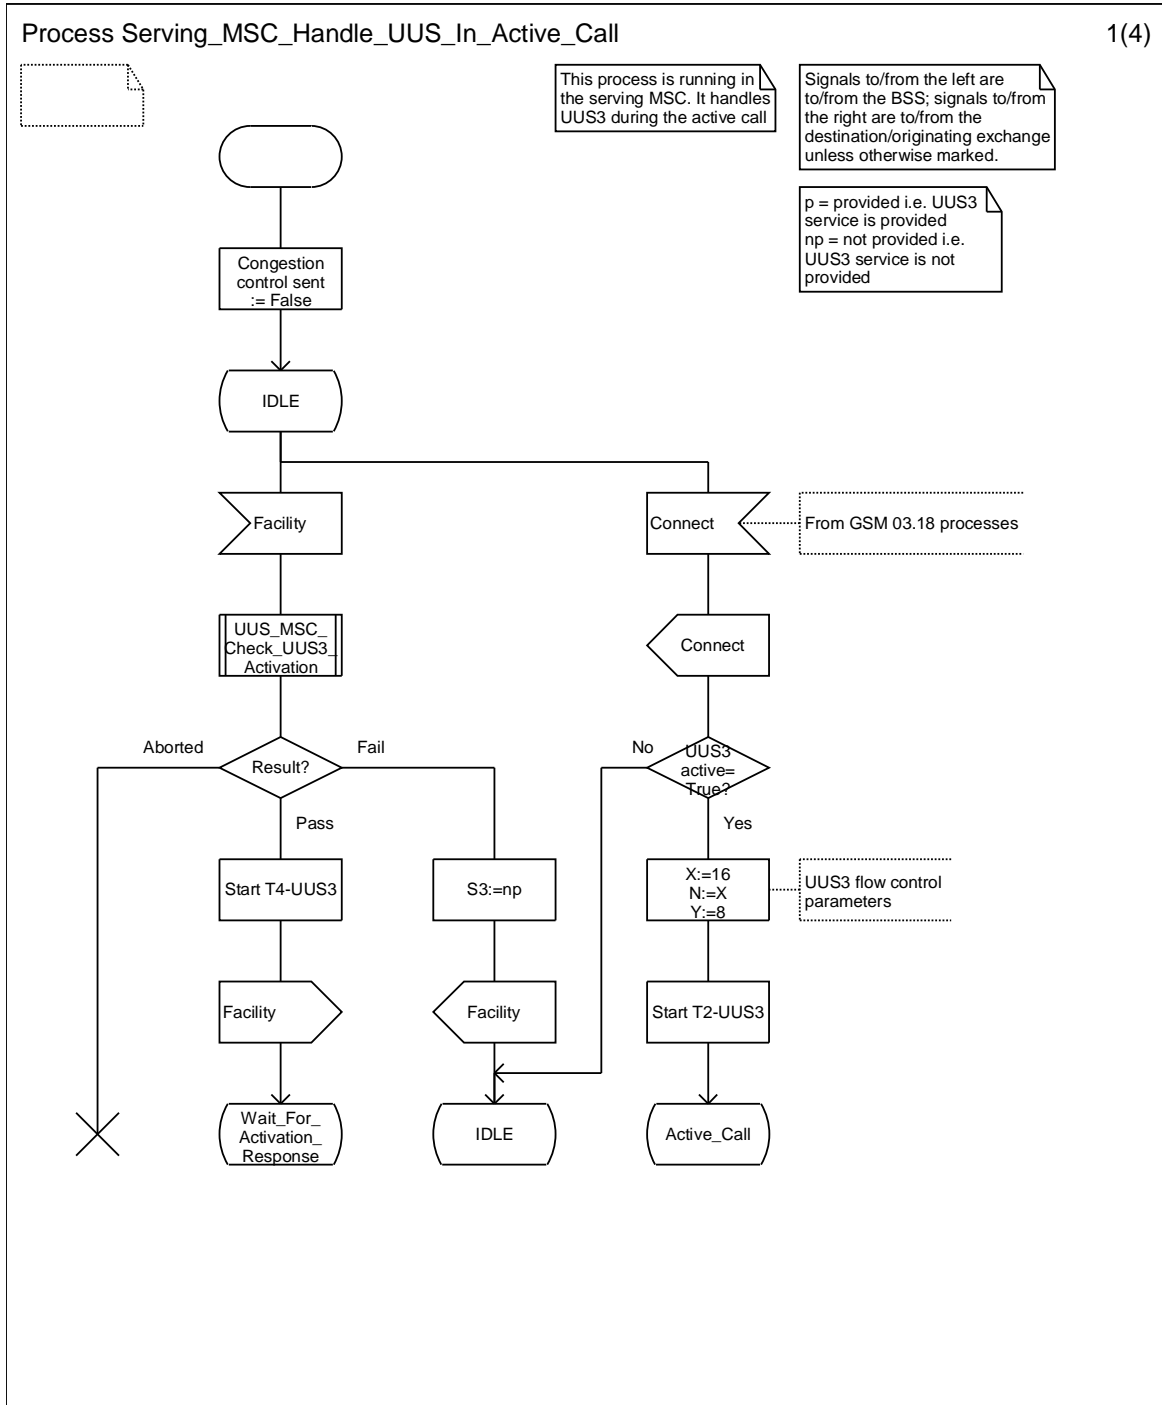 Process Serving_MSC_Handle_UUS_In_Active_Call
1(4)
This process is running in
the serving MSC. It handles
UUS3 during the active call
Signals to/from the left are
to/from the BSS; signals to/from
the right are to/from the
destination/originating exchange
unless otherwise marked.
p = provided i.e. UUS3
service is provided
np = not provided i.e.
UUS3 service is not
provided
Congestion
control sent
:= False
IDLE
Facility
Connect
From GSM 03.18 processes
UUS_MSC_
Check_UUS3_
Activation
Connect
Aborted
Result?
Fail
No
UUS3
active=
True?
Pass
Yes
Start T4-UUS3
S3:=np
X:=16
N:=X
Y:=8
UUS3 flow control
parameters
Facility
Facility
Start T2-UUS3
Wait_For_
Activation_
Response
IDLE
Active_Call